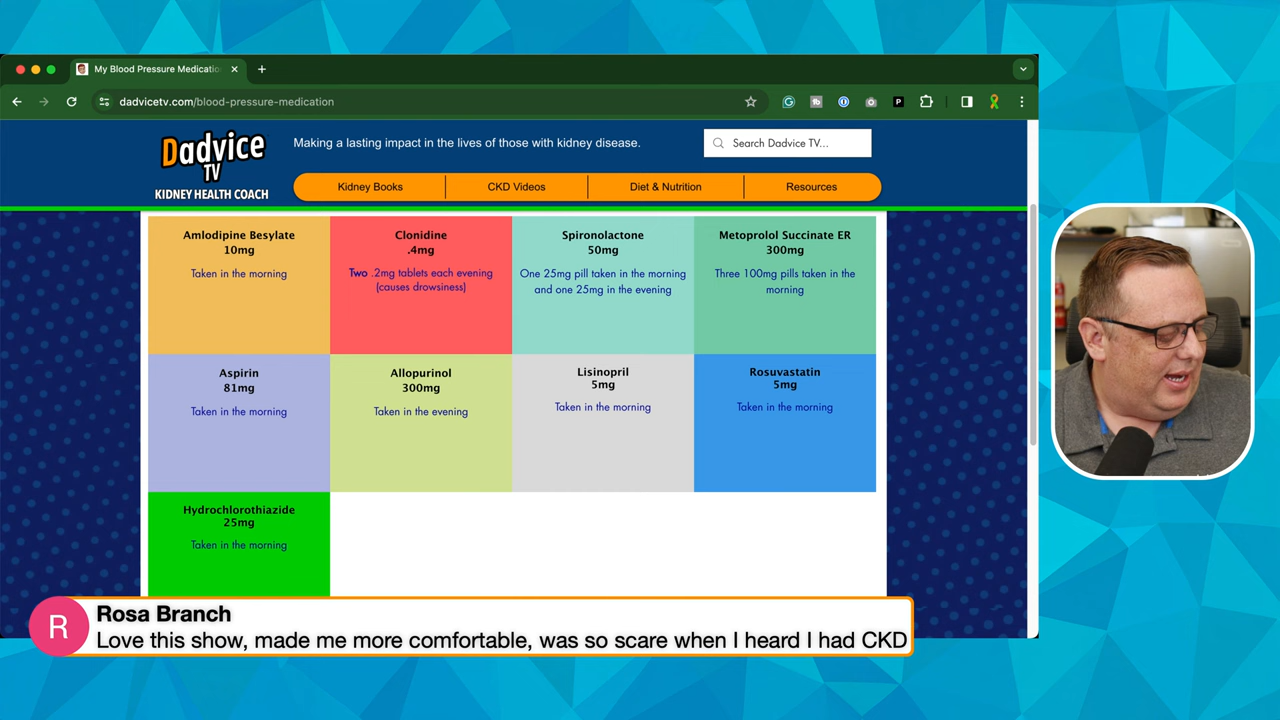 My Blood Pressure Medicatio
dadvicetv.com/blood-pressure-medication
Dadvice
TV
KIDNEY HEALTH COACH
Making a lasting impact in the lives of those with kidney disease.
Search Dadvice TV...
Kidney Books
CKD Videos
Diet & Nutrition
Resources
Amlodipine Besylate
10mg
Taken in the morning
Clonidine
.4mg
Two .2mg tablets each evening
(causes drowsiness)
Spironolactone
50mg
One 25mg pill taken in the morning
and one 25mg in the evening
Metoprolol Succinate ER
300mg
Three 100mg pills taken in the
morning
Aspirin
81mg
Taken in the morning
Allopurinol
300mg
Taken in the evening
Lisinopril
5mg
Taken in the morning
Rosuvastatin
5mg
Taken in the morning
Hydrochlorothiazide
25mg
Taken in the morning
R
Rosa Branch
Love this show, made me more comfortable, was so scare when I heard I had CKD